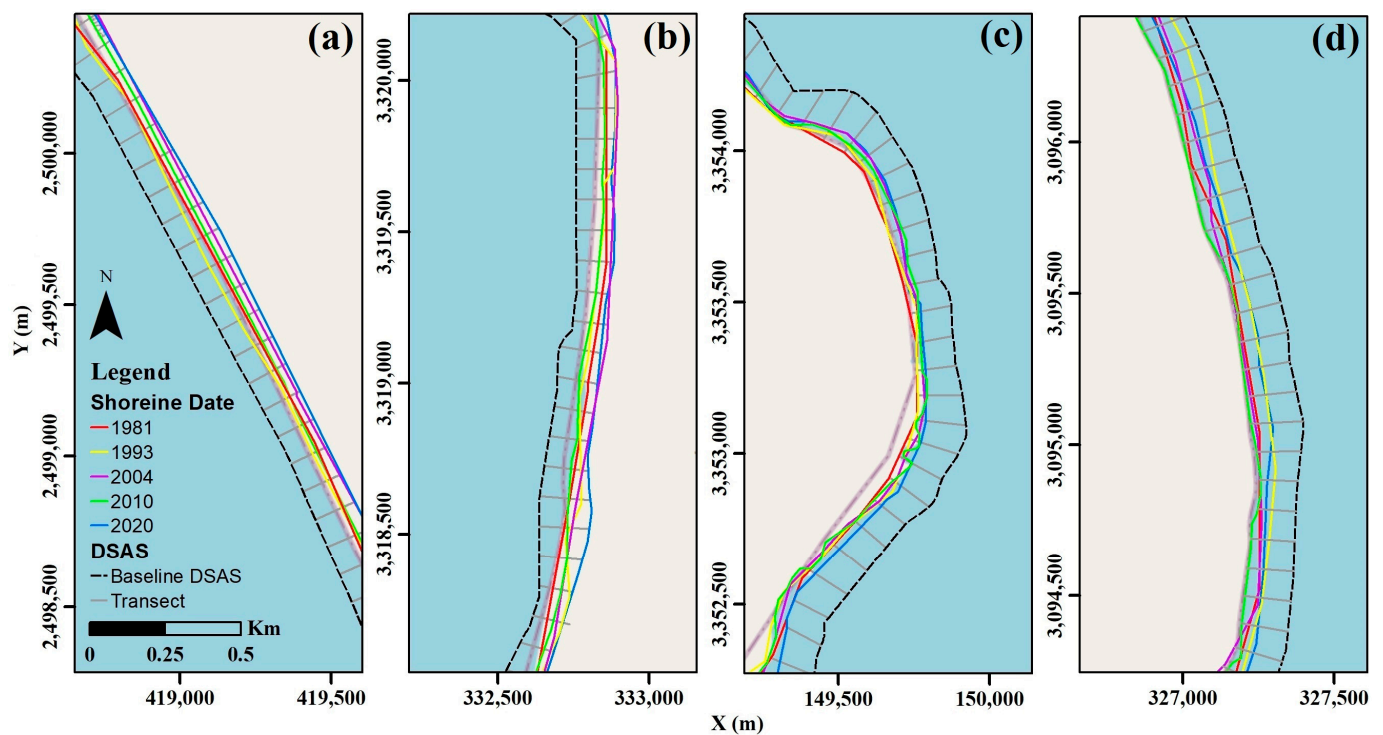 (a)
(b)
(c)
(d)
Y (m)
2,500,000
2,499,500
2,499,000
2,498,500
N
Legend
Shoreine Date
1981
1993
2004
2010
2020
DSAS
Baseline DSAS
Transect
Km
0 0.25 0.5
419,000 419,500
3,320,000
3,319,500
3,319,000
3,318,500
332,500 333,000
3,354,000
3,353,500
3,353,000
3,352,500
149,500 150,000
3,096,000
3,095,500
3,095,000
3,094,500
327,000 327,500
X (m)